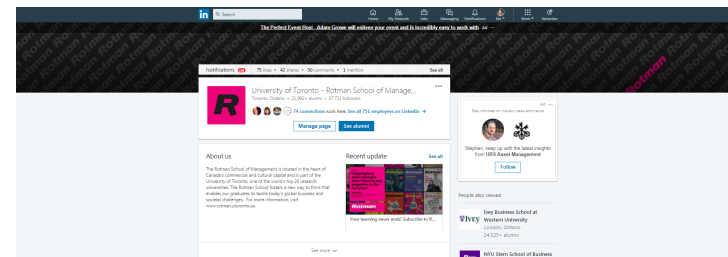 in
Search
Home
My Network
Jobs
Messaging
Notifications
Me
Work
Advertise
The Perfect Event Host . Adam Growe will enliven your event and is incredibly easy to work with Ad ...
Rotman
Notifications
75 likes • 42 shares • 50 comments • 1 mention
See all
R
University of Toronto - Rotman School of Manage...
Toronto, Ontario • 21,982+ alumni • 37,731 followers
74 connections work here. See all 751 employees on LinkedIn →
Manage page
See alumni
About us
The Rotman School of Management is located in the heart of
Canada's commercial and cultural capital and is part of the
University of Toronto, one of the world's top 20 research
universities. The Rotman School fosters a new way to think that
enables our graduates to tackle today's global business and
societal challenges. For more information, visit
www.rotman.utoronto.ca.
Recent update
See all
Rotman
Your learning never ends! Subscribe to R...
See more
Ad ...
Stay informed on industry news and trends
Stephen, keep up with the latest insights
from UBS Asset Management
Follow
People also viewed
Ivey
Ivey Business School at
Western University
London, Ontario
24,525+ alumni
NYU Stern School of Business